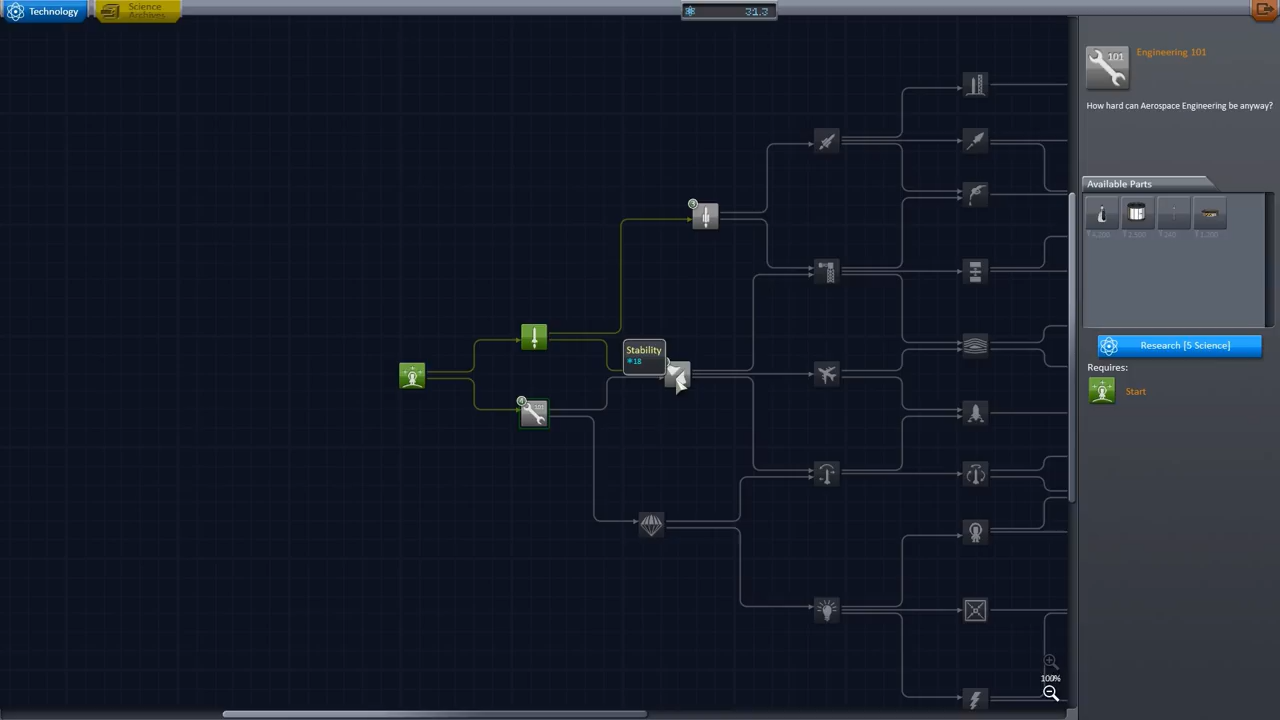 Technology
Science
Archives
31.3
Engineering 101
101
How hard can Aerospace Engineering be anyway?
Available Parts
Research [5 Science]
Requires:
Start
Stability
18
101
100%